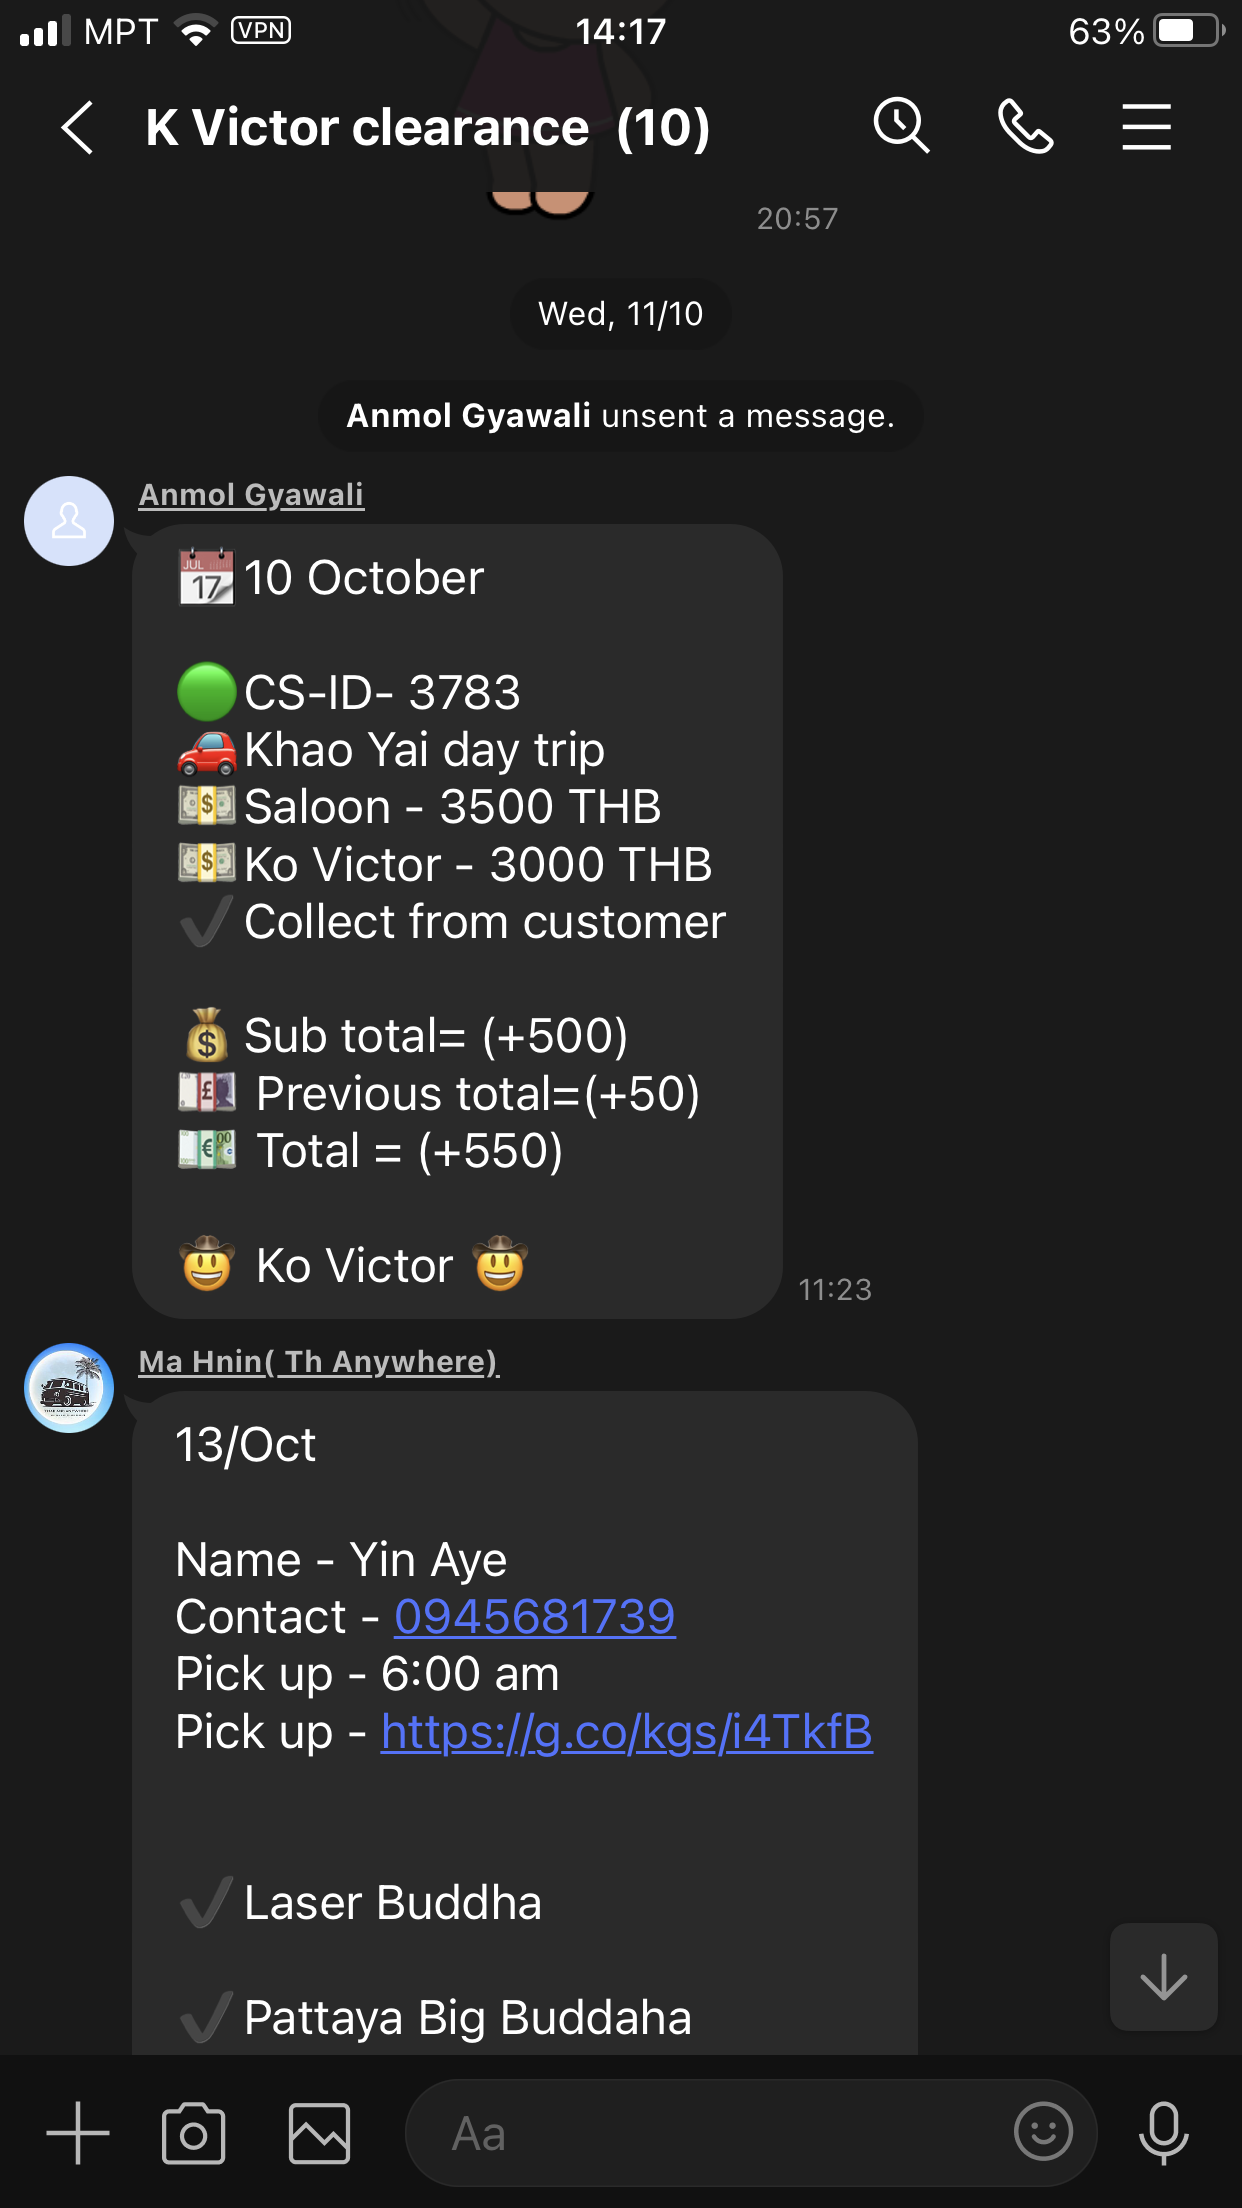 MPT VPN 14:17 63%
K Victor clearance (10)
20:57
Wed, 11/10
Anmol Gyawali unsent a message.
Anmol Gyawali
📆10 October
🟢CS-ID- 3783
🚗Khao Yai day trip
💵Saloon - 3500 THB
💵Ko Victor - 3000 THB
✔️Collect from customer
💰Sub total= (+500)
💷 Previous total=(+50)
💶 Total = (+550)
🤠 Ko Victor 🤠
11:23
Ma Hnin( Th Anywhere)
13/Oct
Name - Yin Aye
Contact - 0945681739
Pick up - 6:00 am
Pick up - https://g.co/kgs/i4TkfB
✔️Laser Buddha
✔️Pattaya Big Buddaha
Aa